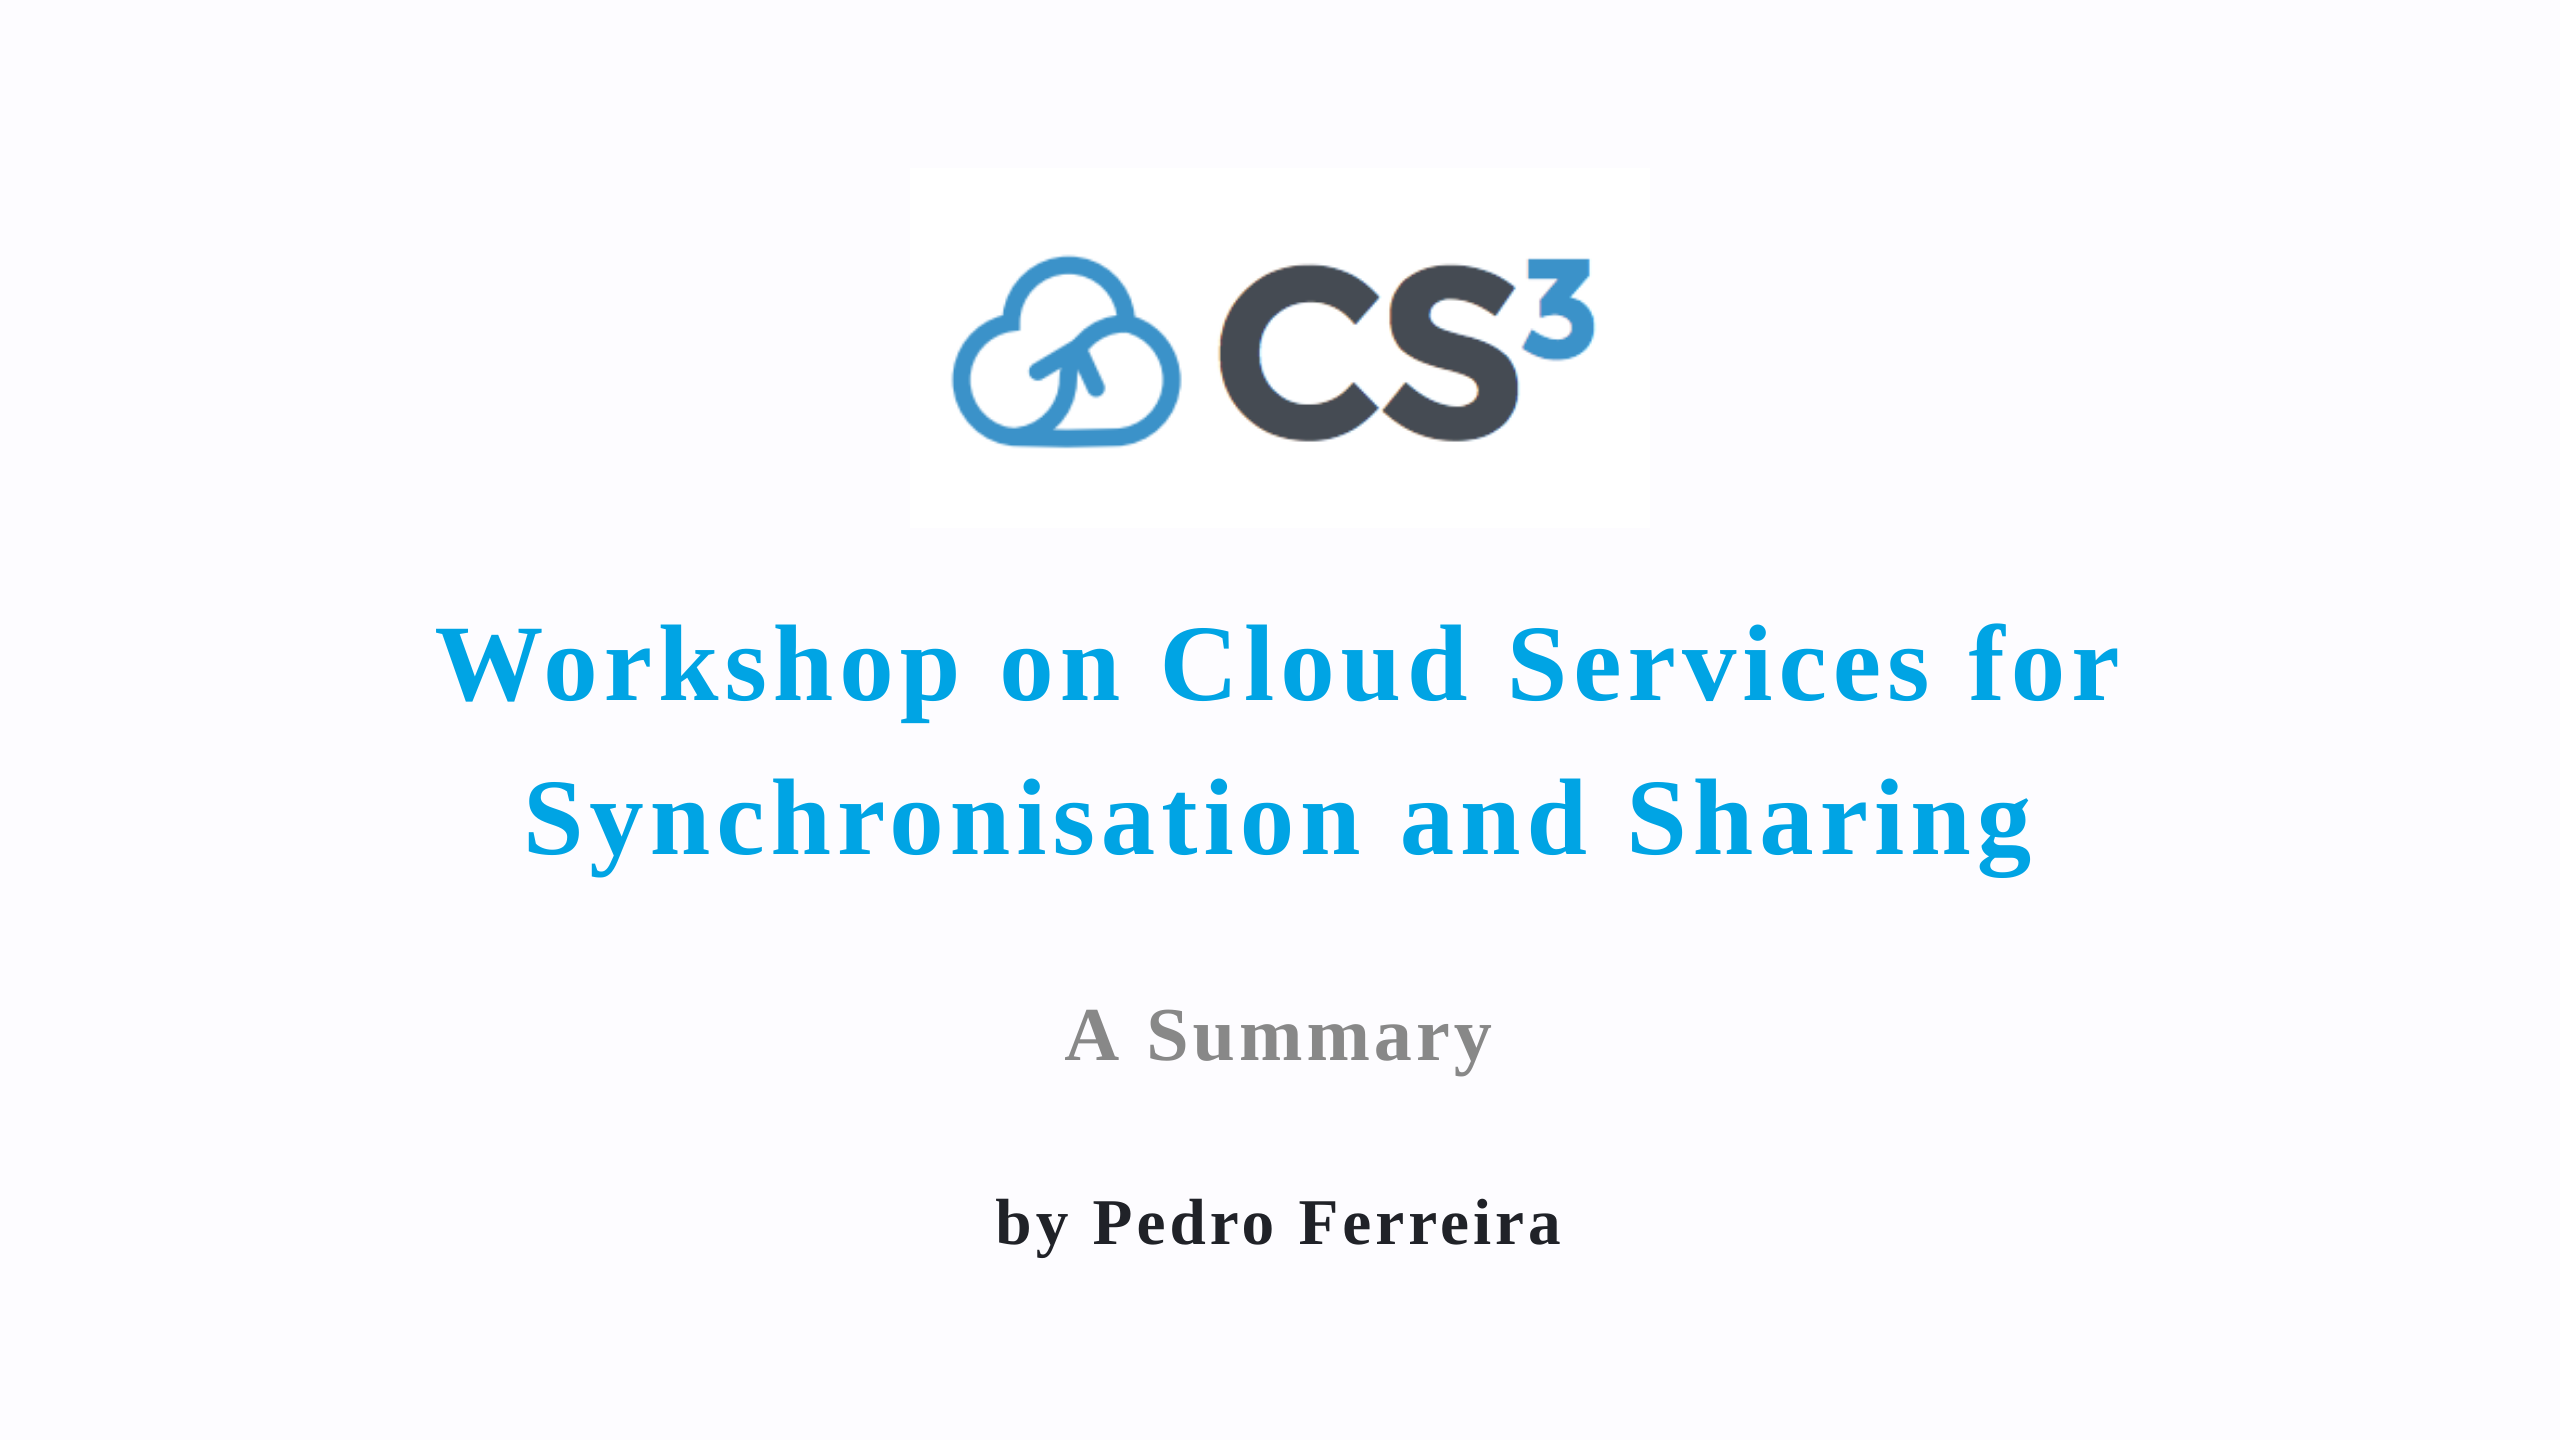 CS³
Workshop on Cloud Services for
Synchronisation and Sharing
A Summary
by Pedro Ferreira